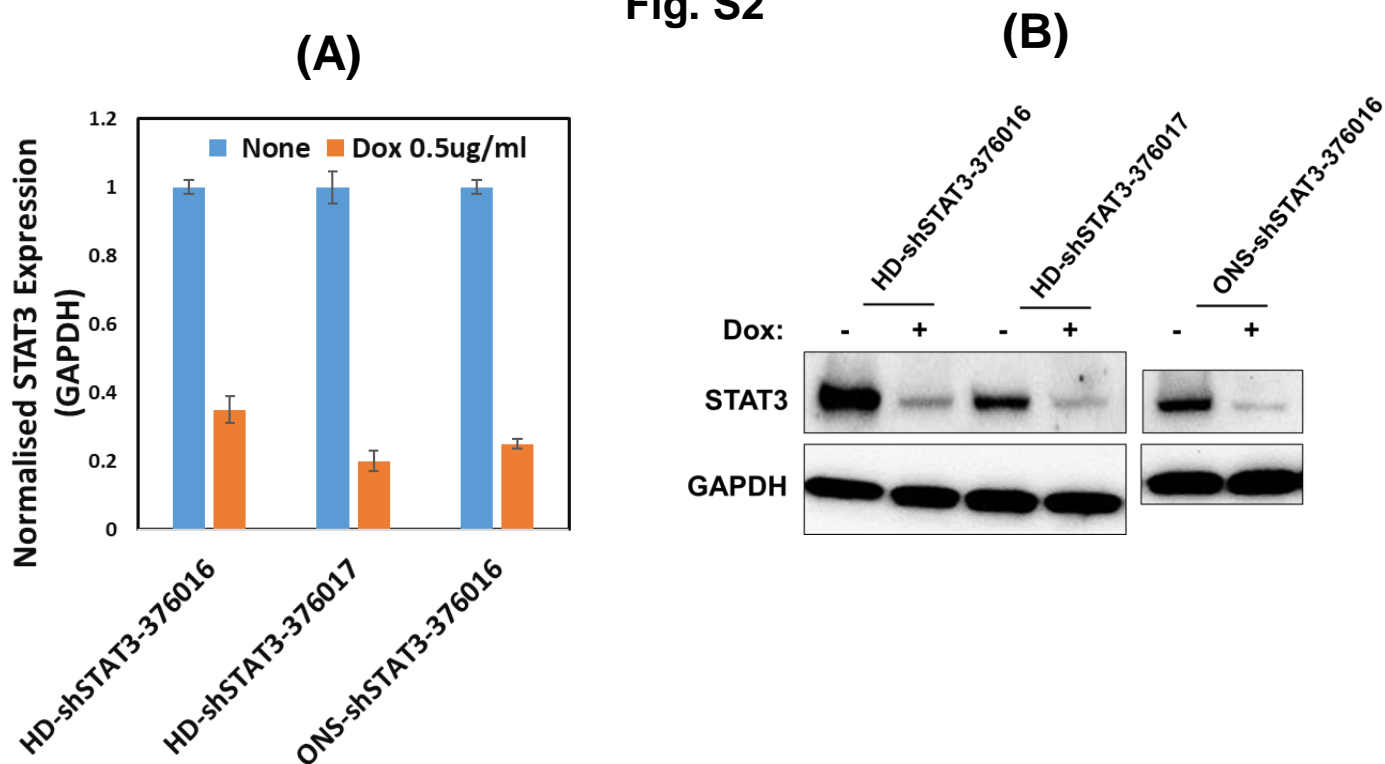 Fig. S2
(A)
Normalised STAT3 Expression
(GAPDH)
1.2
1
0.8
0.6
0.4
0.2
0
None
Dox 0.5ug/ml
HD-shSTAT3-376016
HD-shSTAT3-376017
ONS-shSTAT3-376016
(B)
HD-shSTAT3-376016
HD-shSTAT3-376017
ONS-shSTAT3-376016
Dox: - + - + - +
STAT3
GAPDH